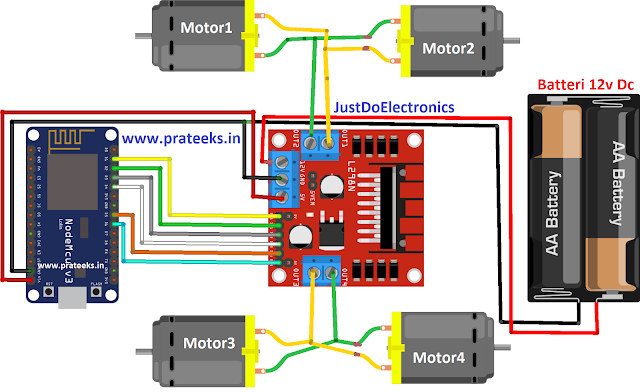 Motor1
Motor2
Batteri 12v Dc
JustDoElectronics
www.prateeks.in
OUT2
OUT1
12V
GND
5V
5VEN
L298N
AA Battery
AA Battery
NodeMcu v3
LoLin
www.prateeks.in
RST
FLASH
OUT3
OUT4
Motor3
Motor4